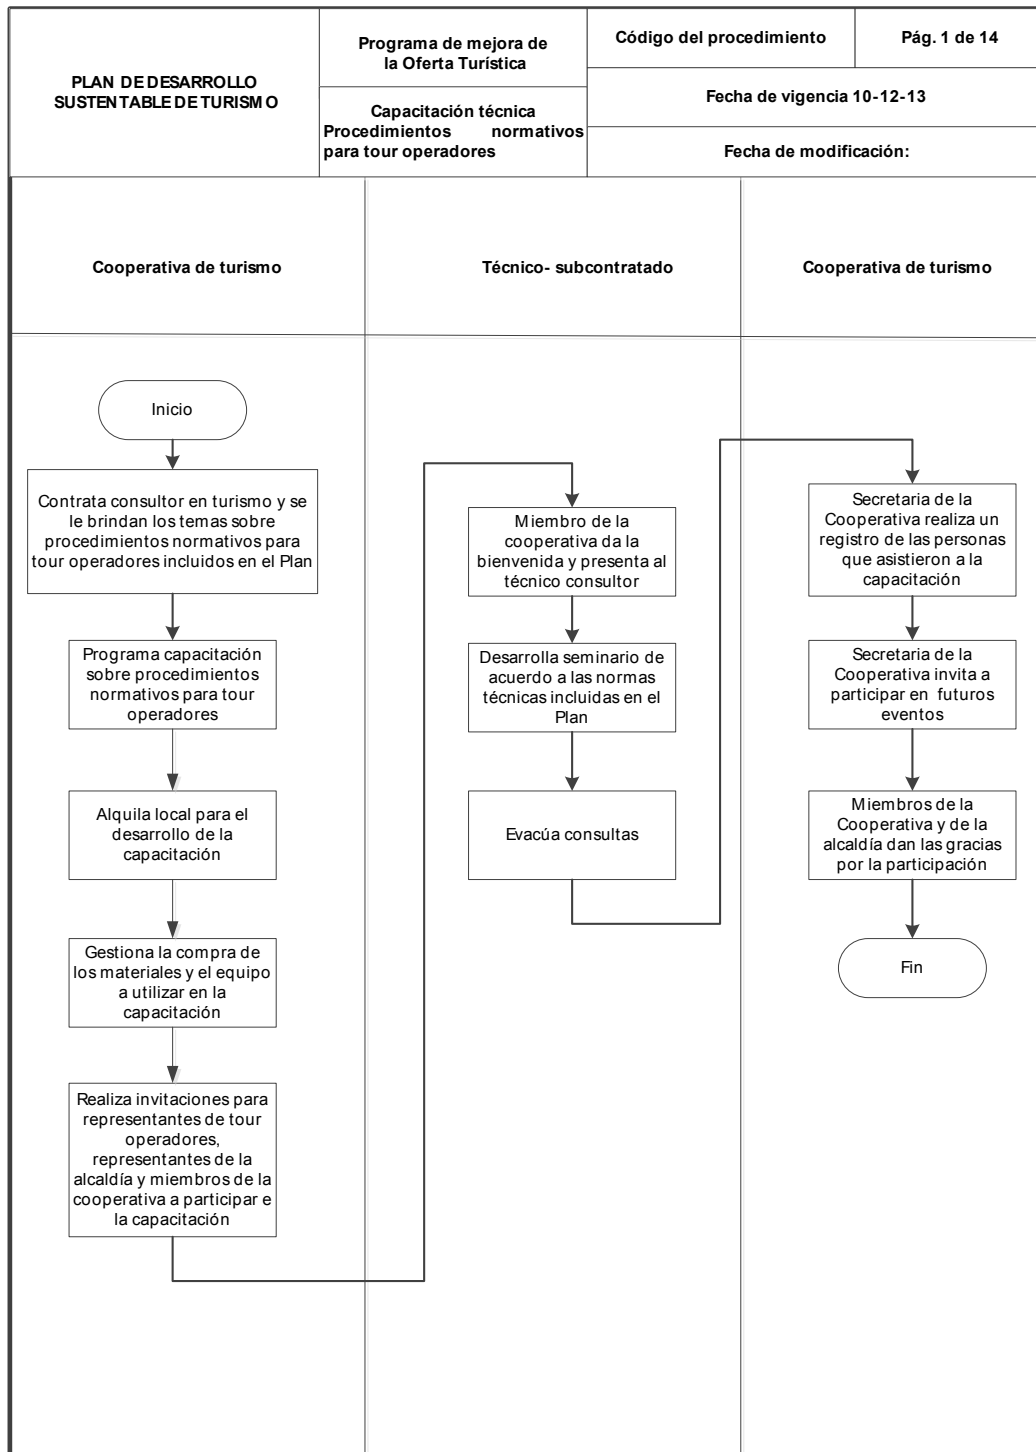 PLAN DE DESARROLLO
SUSTENTABLE DE TURISMO
Programa de mejora de
la Oferta Turística
Capacitación técnica
Procedimientos normativos
para tour operadores
Código del procedimiento
Pág. 1 de 14
Fecha de vigencia 10-12-13
Fecha de modificación:
Cooperativa de turismo
Técnico- subcontratado
Cooperativa de turismo
Inicio
Contrata consultor en turismo y se
le brindan los temas sobre
procedimientos normativos para
tour operadores incluidos en el Plan
Programa capacitación
sobre procedimientos
normativos para tour
operadores
Alquila local para el
desarrollo de la
capacitación
Gestiona la compra de
los materiales y el equipo
a utilizar en la
capacitación
Realiza invitaciones para
representantes de tour
operadores,
representantes de la
alcaldía y miembros de la
cooperativa a participar e
la capacitación
Miembro de la
cooperativa da la
bienvenida y presenta al
técnico consultor
Desarrolla seminario de
acuerdo a las normas
técnicas incluidas en el
Plan
Evacúa consultas
Secretaria de la
Cooperativa realiza un
registro de las personas
que asistieron a la
capacitación
Secretaria de la
Cooperativa invita a
participar en futuros
eventos
Miembros de la
Cooperativa y de la
alcaldía dan las gracias
por la participación
Fin